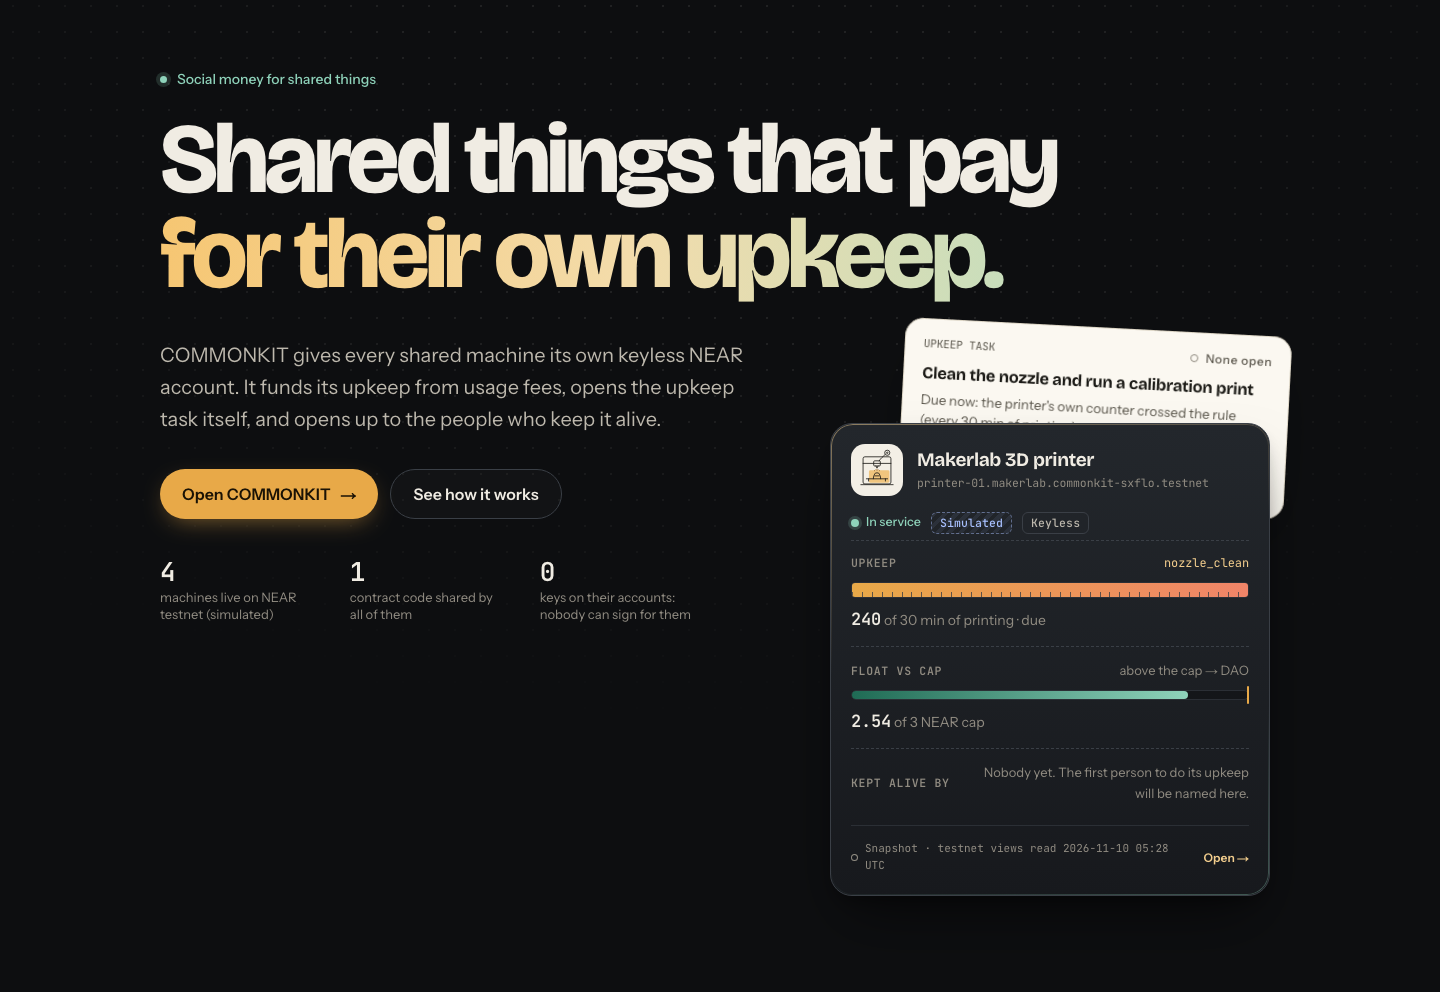 Social money for shared things
Shared things that pay
for their own upkeep.
COMMONKIT gives every shared machine its own keyless NEAR
account. It funds its upkeep from usage fees, opens the upkeep
task itself, and opens up to the people who keep it alive.
Open COMMONKIT →
See how it works
4
machines live on NEAR
testnet (simulated)
1
contract code shared by
all of them
0
keys on their accounts:
nobody can sign for them
UPKEEP TASK
None open
Clean the nozzle and run a calibration print
Due now: the printer's own counter crossed the rule
(every 30 min of
Makerlab 3D printer
printer-01.makerlab.commonkit-sxflo.testnet
In service
Simulated
Keyless
UPKEEP
nozzle_clean
240 of 30 min of printing · due
FLOAT VS CAP
above the cap → DAO
2.54 of 3 NEAR cap
KEPT ALIVE BY
Nobody yet. The first person to do its upkeep
will be named here.
Snapshot · testnet views read 2026-11-10 05:28
UTC
Open →